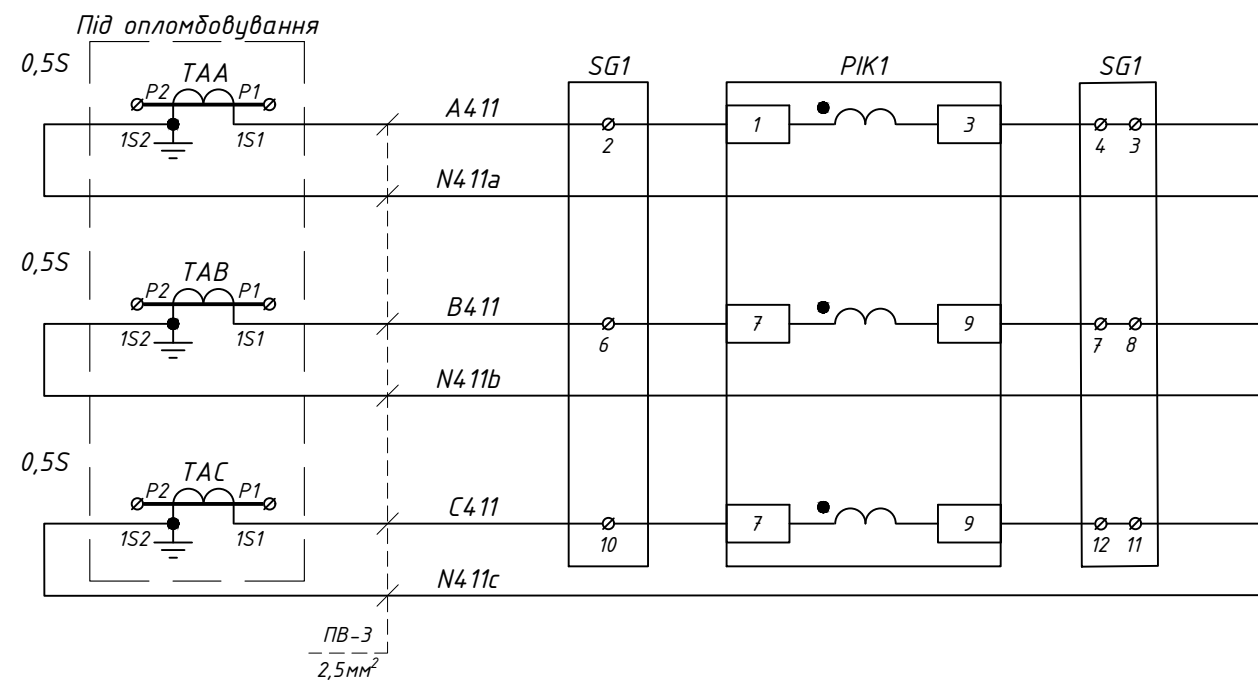 Під опломбовування
0,5S
TAA
P2 P1
1S2 1S1
A411
N411a
SG1
2
PIK1
1 3
SG1
4 3
0,5S
TAB
P2 P1
1S2 1S1
B411
N411b
6
7 9
7 8
0,5S
TAC
P2 P1
1S2 1S1
C411
N411c
10
7 9
12 11
ПВ-3
2,5мм²